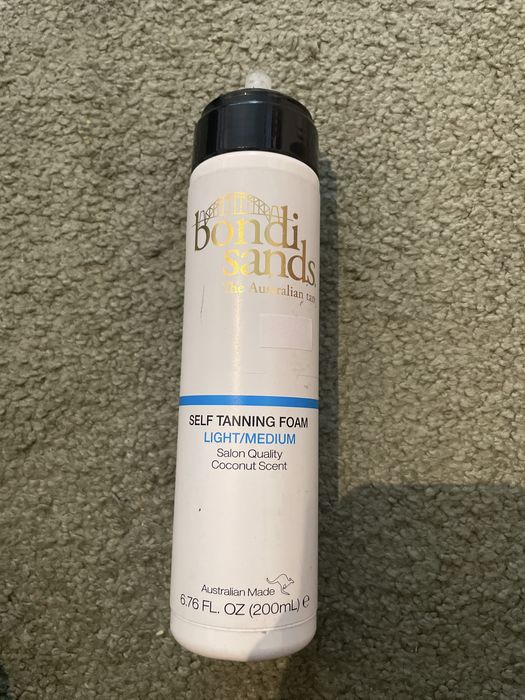 bondi
sands
The Australian tan
SELF TANNING FOAM
LIGHT/MEDIUM
Salon Quality
Coconut Scent
Australian Made
6.76 FL. OZ (200mL) ℮